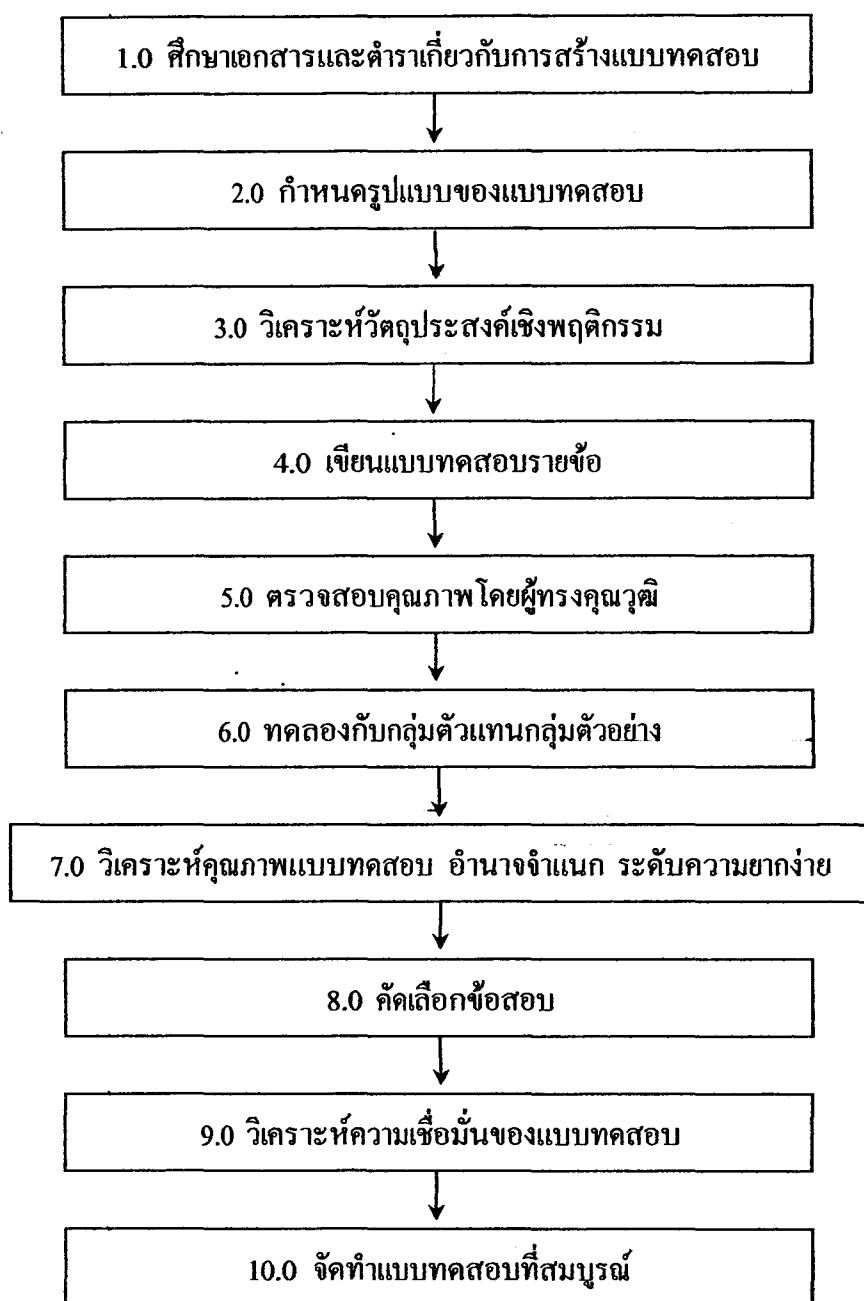 1.0 ศึกษาเอกสารและตำราเกี่ยวกับการสร้างแบบทดสอบ
2.0 กำหนดรูปแบบของแบบทดสอบ
3.0 วิเคราะห์วัตถุประสงค์เชิงพฤติกรรม
4.0 เขียนแบบทดสอบรายข้อ
5.0 ตรวจสอบคุณภาพโดยผู้ทรงคุณวุฒิ
6.0 ทดลองกับกลุ่มตัวแทนกลุ่มตัวอย่าง
7.0 วิเคราะห์คุณภาพแบบทดสอบ อำนาจจำแนก ระดับความยากง่าย
8.0 คัดเลือกข้อสอบ
9.0 วิเคราะห์ความเชื่อมั่นของแบบทดสอบ
10.0 จัดทำแบบทดสอบที่สมบูรณ์